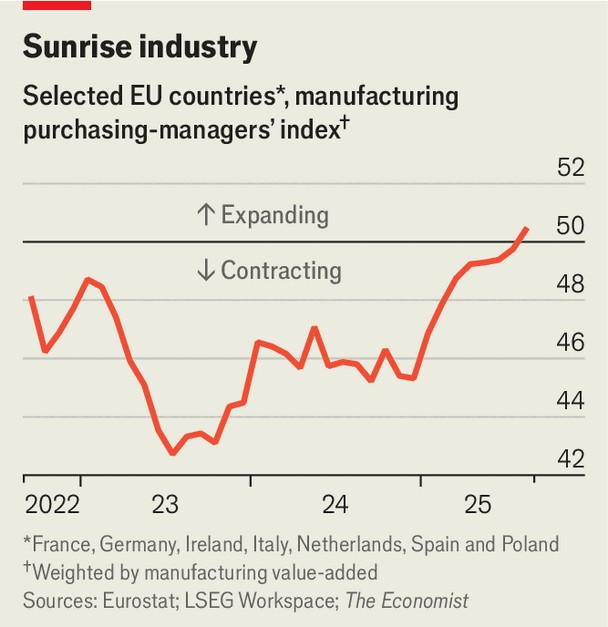 Sunrise industry
Selected EU countries*, manufacturing
purchasing-managers’ index†
52
↑ Expanding
50
↓ Contracting
48
46
44
42
2022 23 24 25
*France, Germany, Ireland, Italy, Netherlands, Spain and Poland
†Weighted by manufacturing value-added
Sources: Eurostat; LSEG Workspace; The Economist